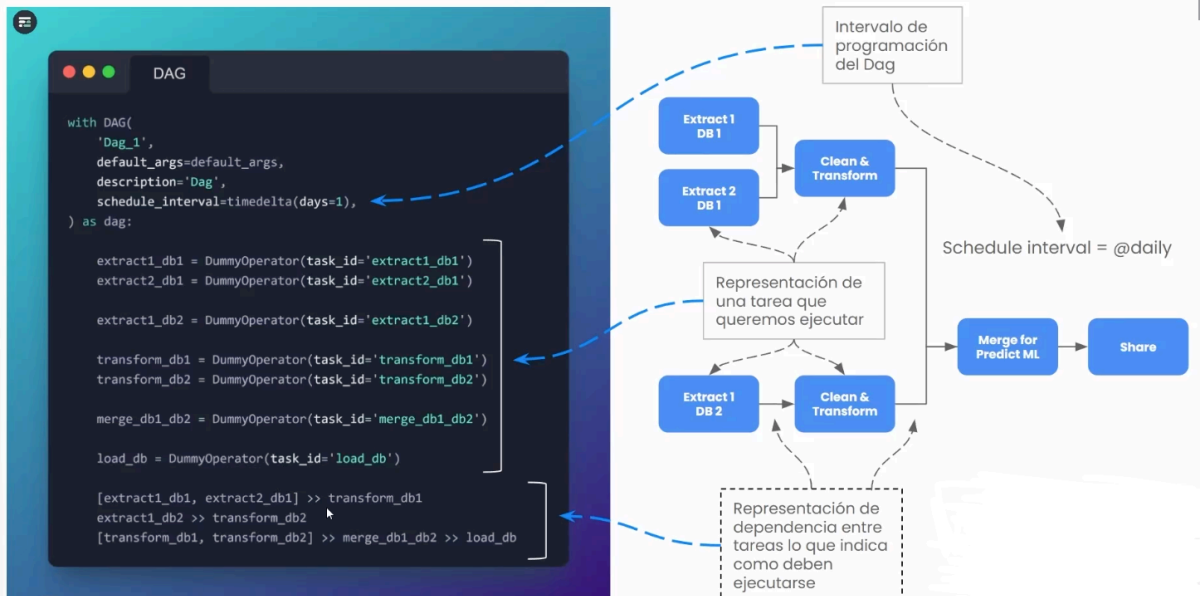 DAG
with DAG(
'Dag_1',
default_args=default_args,
description='Dag',
schedule_interval=timedelta(days=1),
) as dag:
extract1_db1 = DummyOperator(task_id='extract1_db1')
extract2_db1 = DummyOperator(task_id='extract2_db1')
extract1_db2 = DummyOperator(task_id='extract1_db2')
transform_db1 = DummyOperator(task_id='transform_db1')
transform_db2 = DummyOperator(task_id='transform_db2')
merge_db1_db2 = DummyOperator(task_id='merge_db1_db2')
load_db = DummyOperator(task_id='load_db')
[extract1_db1, extract2_db1] >> transform_db1
extract1_db2 >> transform_db2
[transform_db1, transform_db2] >> merge_db1_db2 >> load_db
Intervalo de
programación
del Dag
Extract 1
DB 1
Extract 2
DB 1
Clean &
Transform
Schedule interval = @daily
Representación de
una tarea que
queremos ejecutar
Merge for
Predict ML
Share
Extract 1
DB 2
Clean &
Transform
Representación de
dependencia entre
tareas lo que indica
como deben
ejecutarse